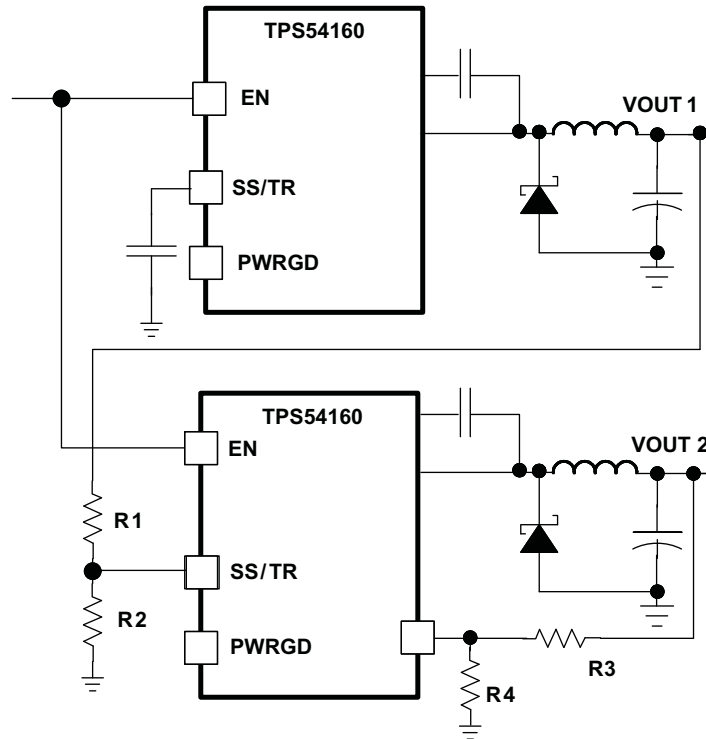 TPS54160
EN
VOUT 1
SS/TR
PWRGD
TPS54160
EN
VOUT 2
R1
SS/TR
R2
PWRGD
R3
R4